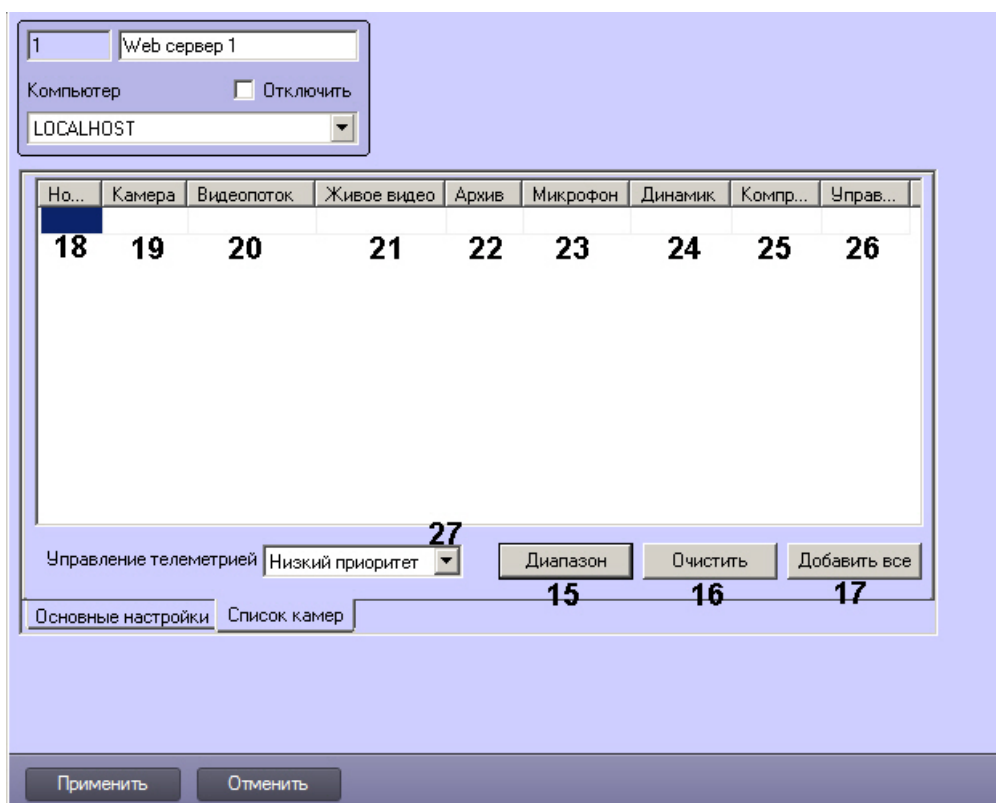 1 Web сервер 1
Компьютер Отключить
LOCALHOST
Но... Камера Видеопоток Живое видео Архив Микрофон Динамик Компр... Управ...
18 19 20 21 22 23 24 25 26
27
Управление телеметрией Низкий приоритет Диапазон Очистить Добавить все
15 16 17
Основные настройки Список камер
Применить Отменить